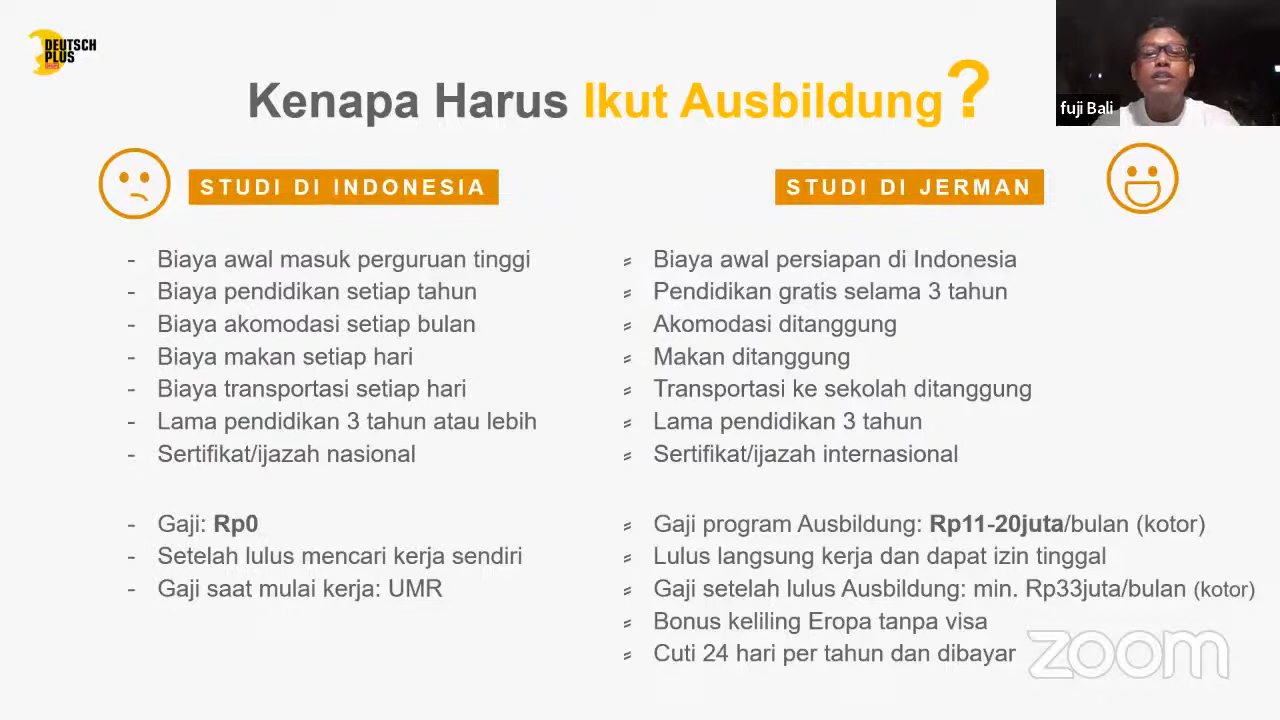 DEUTSCH
PLUS
Kenapa Harus Ikut Ausbildung?
fuji Bali
STUDI DI INDONESIA
- Biaya awal masuk perguruan tinggi
- Biaya pendidikan setiap tahun
- Biaya akomodasi setiap bulan
- Biaya makan setiap hari
- Biaya transportasi setiap hari
- Lama pendidikan 3 tahun atau lebih
- Sertifikat/ijazah nasional
- Gaji: Rp0
- Setelah lulus mencari kerja sendiri
- Gaji saat mulai kerja: UMR
STUDI DI JERMAN
Biaya awal persiapan di Indonesia
Pendidikan gratis selama 3 tahun
Akomodasi ditanggung
Makan ditanggung
Transportasi ke sekolah ditanggung
Lama pendidikan 3 tahun
Sertifikat/ijazah internasional
Gaji program Ausbildung: Rp11-20juta/bulan (kotor)
Lulus langsung kerja dan dapat izin tinggal
Gaji setelah lulus Ausbildung: min. Rp33juta/bulan (kotor)
Bonus keliling Eropa tanpa visa
Cuti 24 hari per tahun dan dibayar
zoom